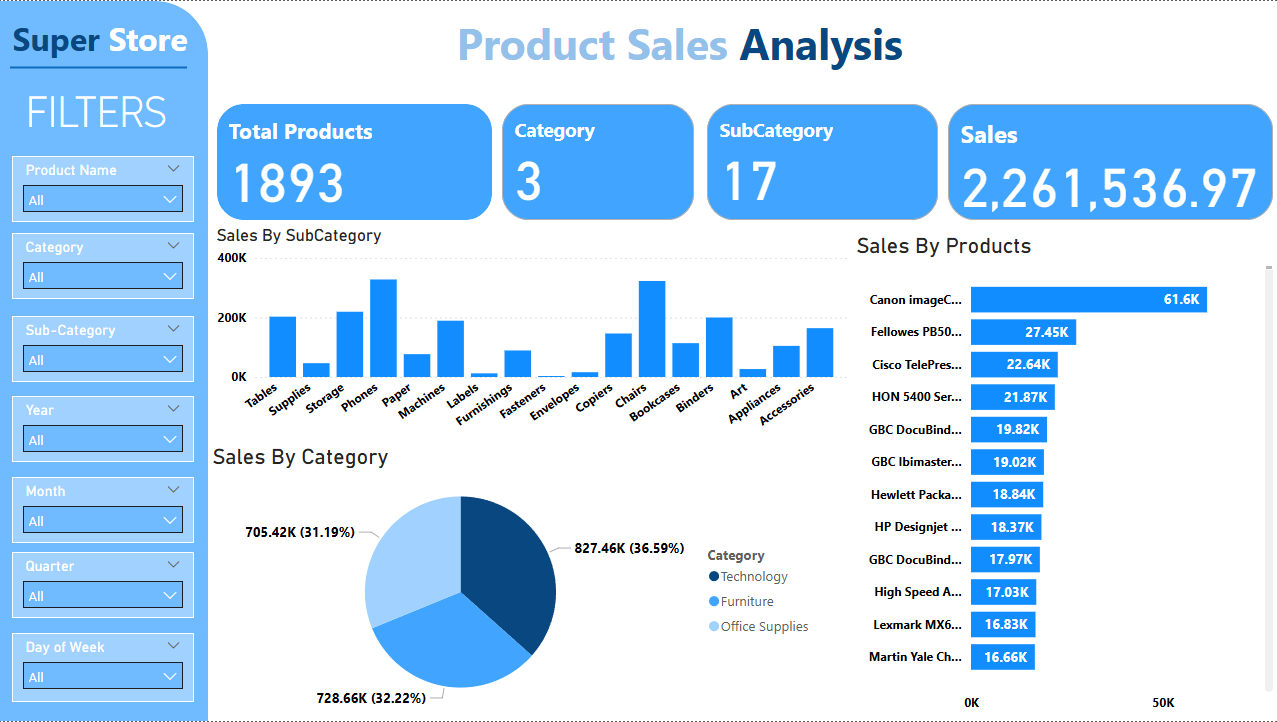 Super Store
FILTERS
Product Name
All
Category
All
Sub-Category
All
Year
All
Month
All
Quarter
All
Day of Week
All
Product Sales Analysis
Total Products
1893
Category
3
SubCategory
17
Sales
2,261,536.97
Sales By SubCategory
400K
200K
0K
Tables
Supplies
Storage
Phones
Paper
Machines
Labels
Furnishings
Fasteners
Envelopes
Copiers
Chairs
Bookcases
Binders
Art
Appliances
Accessories
Sales By Category
705.42K (31.19%)
827.46K (36.59%)
728.66K (32.22%)
Category
Technology
Furniture
Office Supplies
Sales By Products
Canon imageC... 61.6K
Fellowes PB50... 27.45K
Cisco TelePres... 22.64K
HON 5400 Ser... 21.87K
GBC DocuBind... 19.82K
GBC Ibimaster... 19.02K
Hewlett Packa... 18.84K
HP Designjet ... 18.37K
GBC DocuBind... 17.97K
High Speed A... 17.03K
Lexmark MX6... 16.83K
Martin Yale Ch... 16.66K
0K 50K